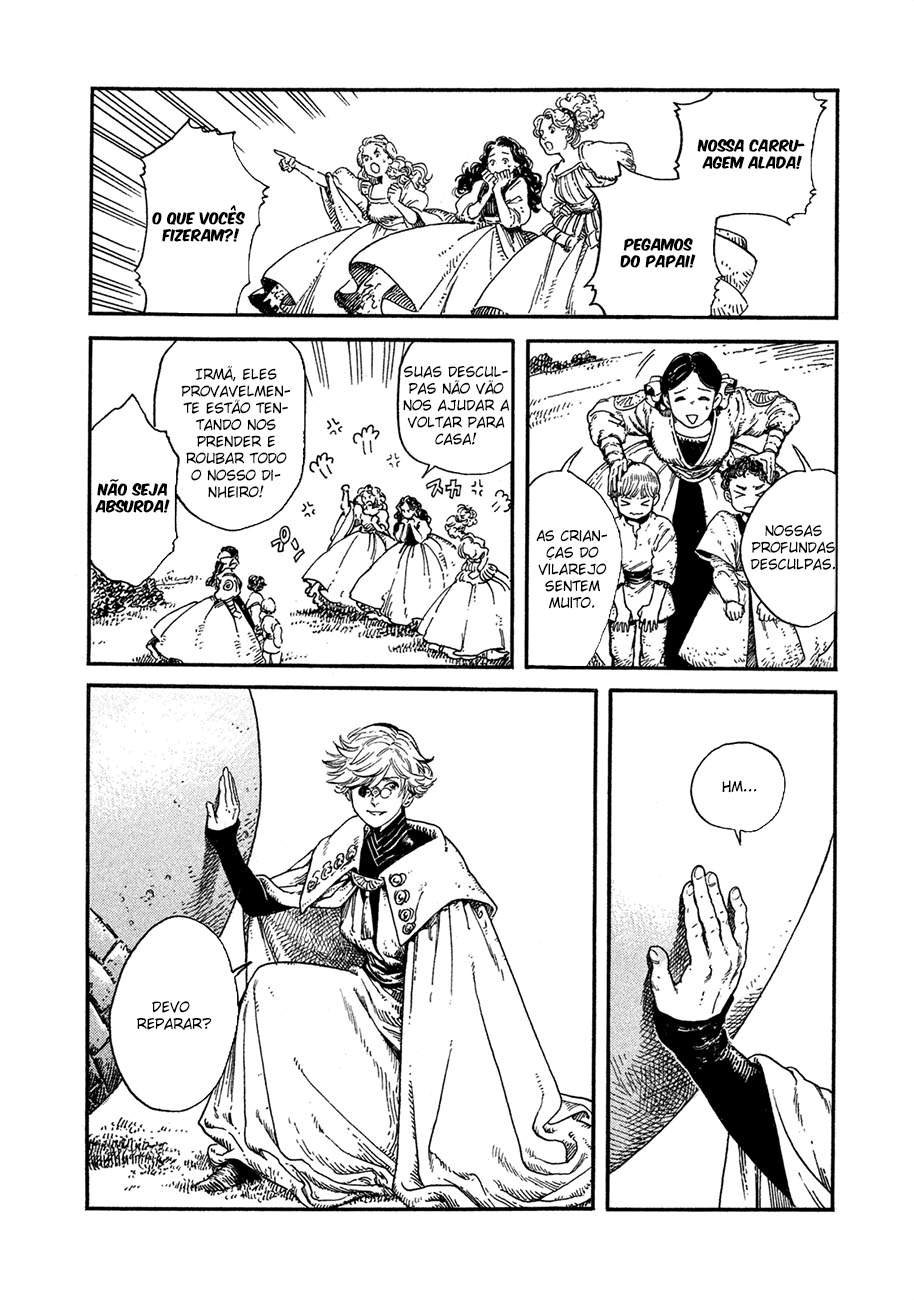 NOSSA CARRU-
AGEM ALADA!
PEGAMOS
DO PAPAI!
O QUE VOCÊS
FIZERAM?!
NOSSAS
PROFUNDAS
DESCULPAS.
AS CRIAN-
ÇAS DO
VILAREJO
SENTEM
MUITO.
SUAS DESCUL-
PAS NÃO VÃO
NOS AJUDAR A
VOLTAR PARA
CASA!
IRMÃ, ELES
PROVAVELMEN-
TE ESTÃO TEN-
TANDO NOS
PRENDER E
ROUBAR TODO
O NOSSO DI-
NHEIRO!
NÃO SEJA
ABSURDA!
HM...
DEVO
REPARAR?